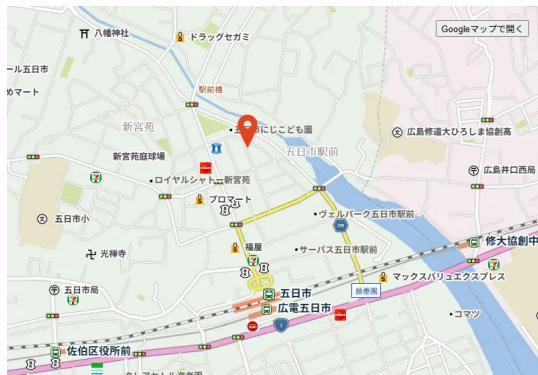 八幡神社
ドラッグセガミ
Googleマップで開く
ール五日市
駅前橋
めマート
新宮苑
広島修道大ひろしま協創高
五日市にじこども園
五日市駅前
新宮苑庭球場
広島井口西局
ロイヤルシャトー新宮苑
プロマート
五日市小
ヴェルパーク五日市駅前
修大協創中
福屋
サーパス五日市駅前
光禅寺
マックスバリュエクスプレス
五日市局
五日市
広電五日市
2
コマツ
佐伯区役所前